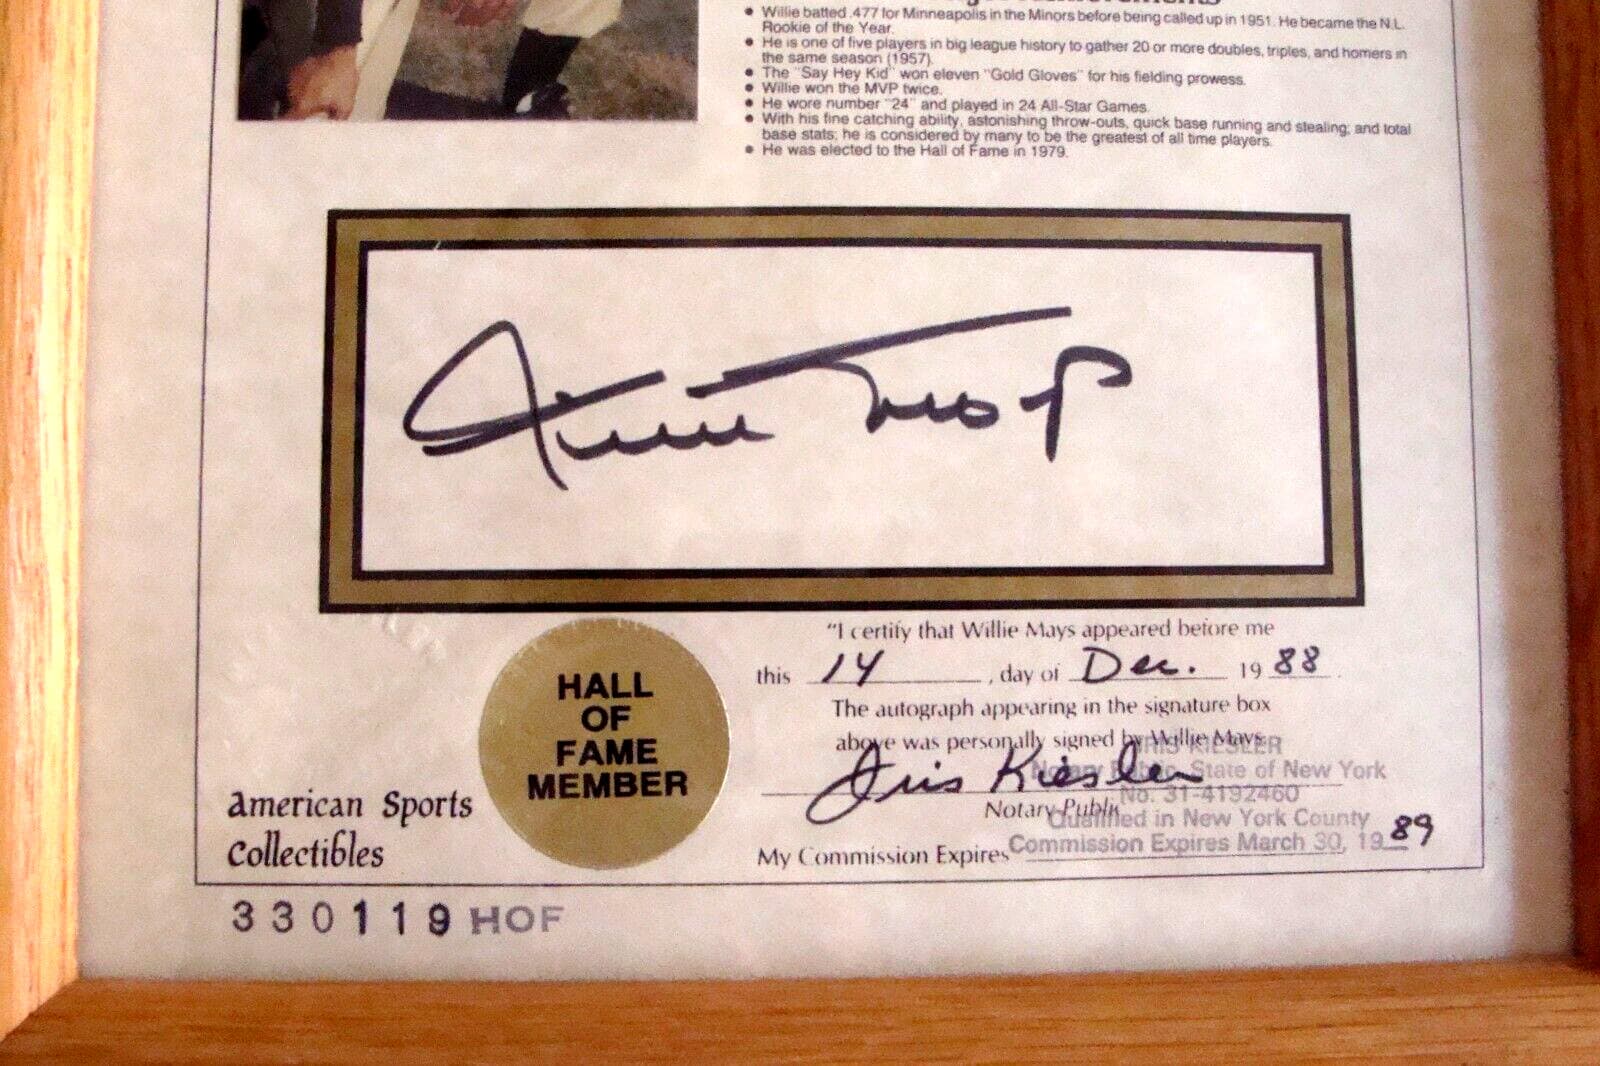 • Willie batted .477 for Minneapolis in the Minors before being called up in 1951. He became the N.L.
Rookie of the Year.
• He is one of five players in big league history to gather 20 or more doubles, triples, and homers in
the same season (1957).
• The "Say Hey Kid" won eleven "Gold Gloves" for his fielding prowess.
• Willie won the MVP twice.
• He wore number "24" and played in 24 All-Star Games.
• With his fine catching ability, astonishing throw-outs, quick base running and stealing; and total
base stats; he is considered by many to be the greatest of all time players.
• He was elected to the Hall of Fame in 1979.
Willie Mays
"I certify that Willie Mays appeared before me
this 14, day of Dec. 1988.
The autograph appearing in the signature box
above was personally signed by Willie Mays.
Iris Kiesler
Notary Public
My Commission Expires
IRIS KIESLER
Notary Public, State of New York
No. 31-4192460
Qualified in New York County
Commission Expires March 30, 1989
HALL
OF
FAME
MEMBER
American Sports
Collectibles
330119 HOF